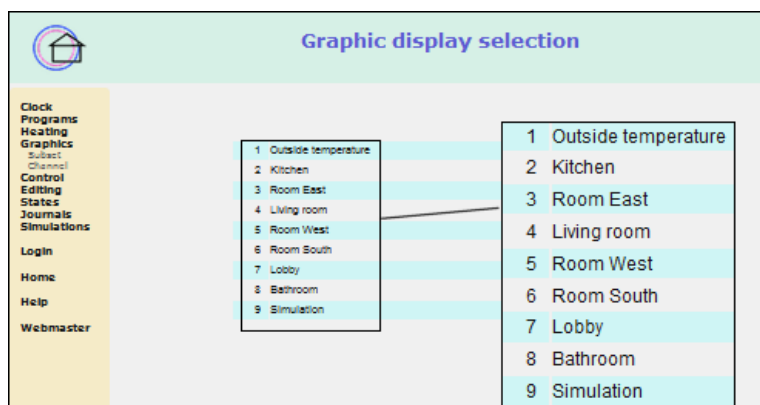 Graphic display selection
Clock
Programs
Heating
Graphics
Subset
Channel
Control
Editing
States
Journals
Simulations
Login
Home
Help
Webmaster
1 Outside temperature
2 Kitchen
3 Room East
4 Living room
5 Room West
6 Room South
7 Lobby
8 Bathroom
9 Simulation
1 Outside temperature
2 Kitchen
3 Room East
4 Living room
5 Room West
6 Room South
7 Lobby
8 Bathroom
9 Simulation